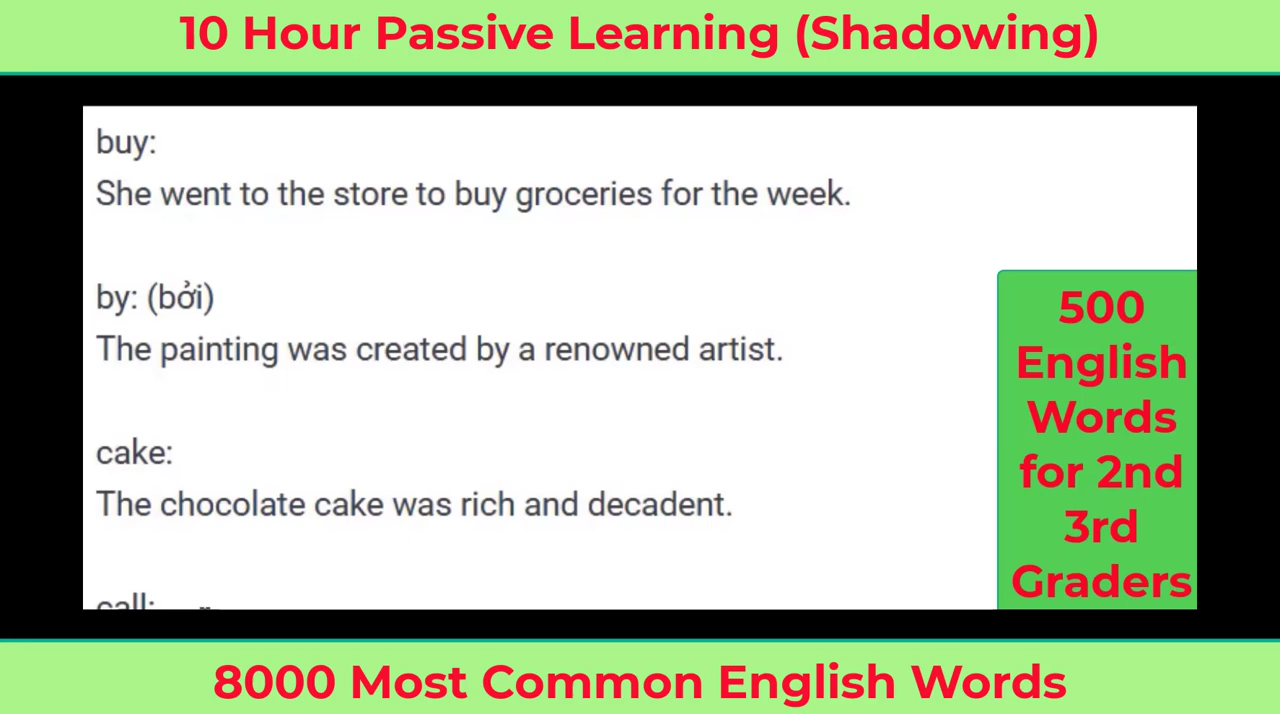 10 Hour Passive Learning (Shadowing)
buy:
She went to the store to buy groceries for the week.
by: (bởi)
The painting was created by a renowned artist.
cake:
The chocolate cake was rich and decadent.
call:
500
English
Words
for 2nd
3rd
Graders
8000 Most Common English Words